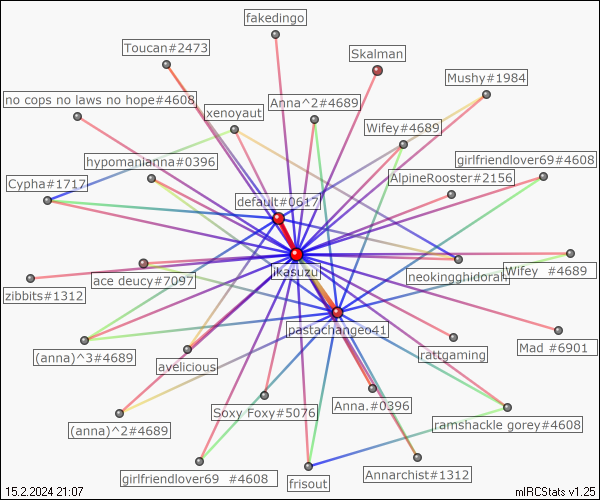 fakedingo
Toucan#2473
Skalman
Mushy#1984
no cops no laws no hope#4608
Anna^2#4689
xenoyaut
Wifey#4689
hypomanianna#0396
girlfriendlover69#4608
AlpineRooster#2156
Cypha#1717
default#0617
ikasuzu
neokingghidorah
Wifey #4689
ace deucy#7097
zibbits#1312
pastachangeo41
(anna)^3#4689
avelicious
rattgaming
Mad #6901
Soxy Foxy#5076
Anna.#0396
(anna)^2#4689
ramshackle gorey#4608
girlfriendlover69 #4608
frisout
Annarchist#1312
15.2.2024 21:07
mIRCStats v1.25